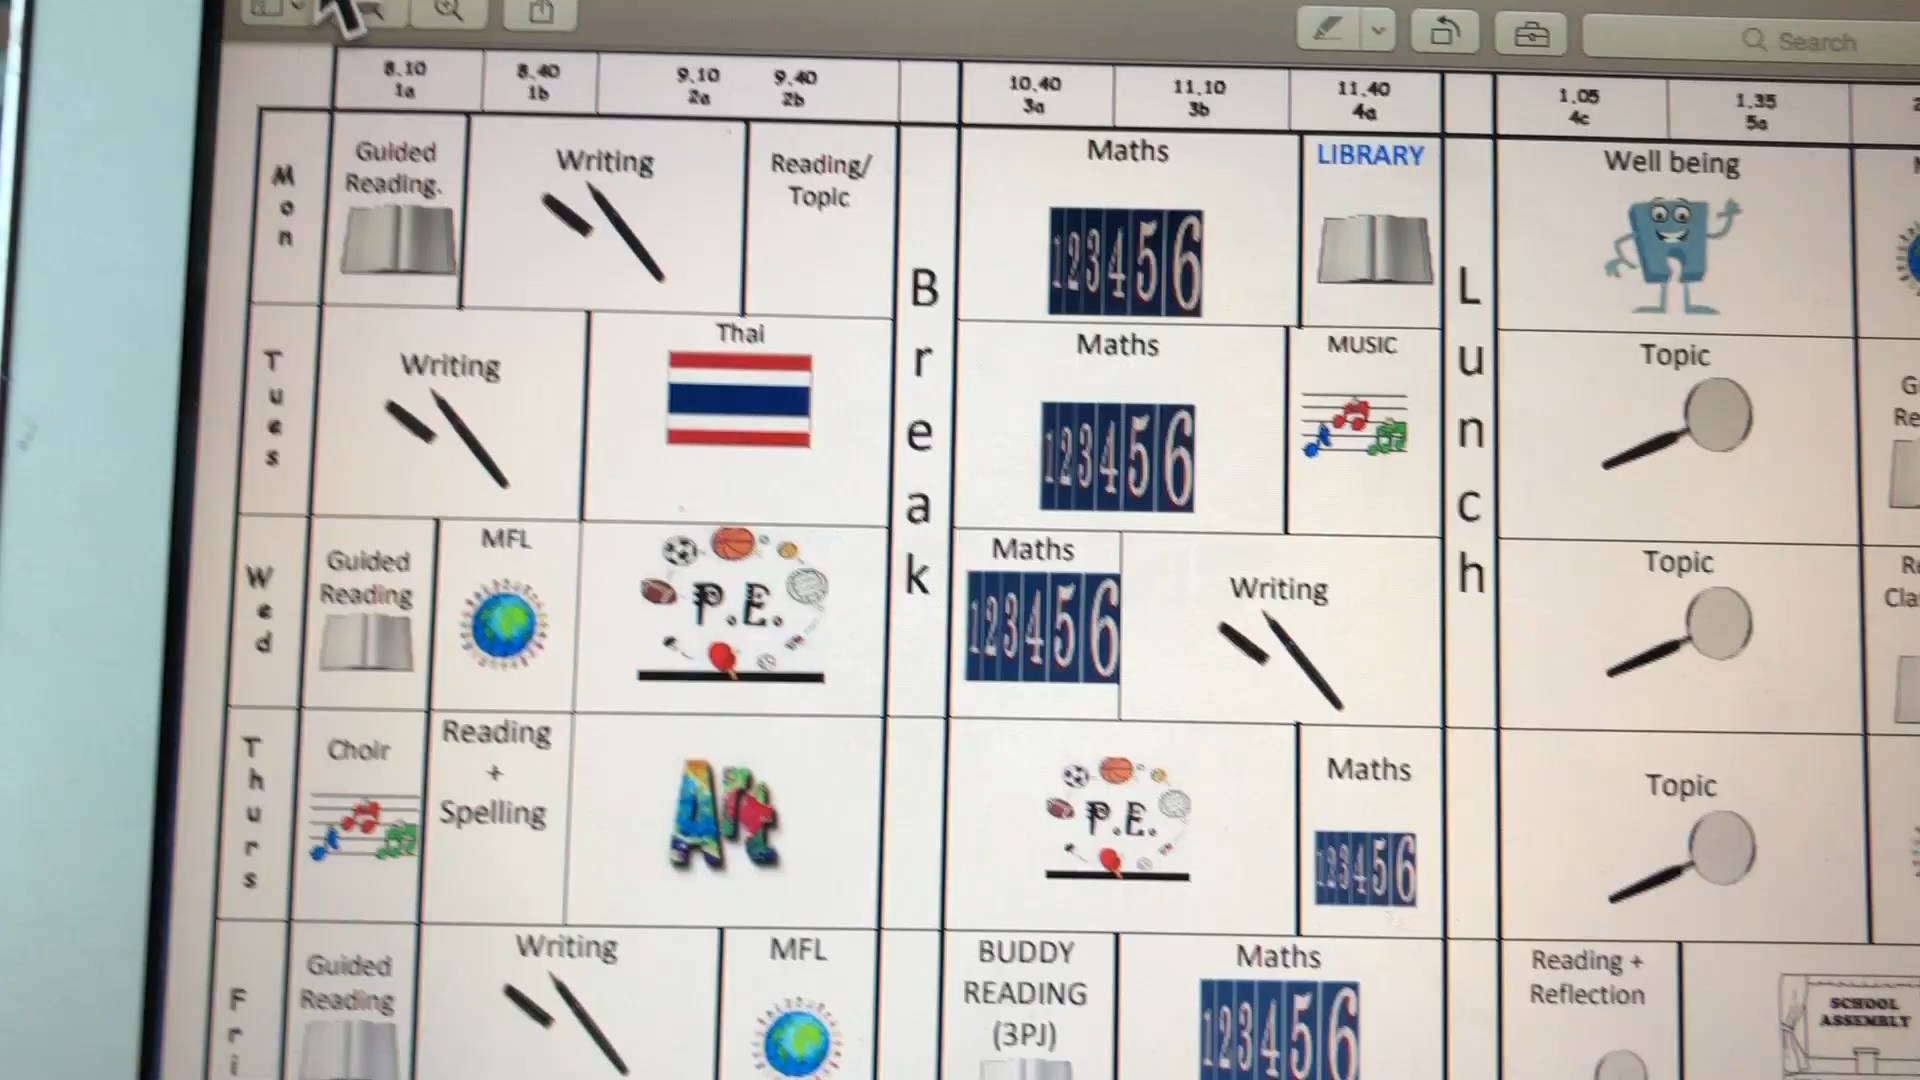 Search
8.10 8.40 9.10 9.40 10.40 11.10 11.40 1.05 1.35
1a 1b 2a 2b 3a 3b 4a 4c 5a
Mon
Guided
Reading.
Writing
Reading/
Topic
Maths
123456
LIBRARY
Well being
Break
Lunch
Tues
Writing
Thai
Maths
123456
MUSIC
Topic
Wed
Guided
Reading
MFL
P.E.
Maths
123456
Writing
Topic
Thurs
Choir
Reading
+
Spelling
Art
P.E.
Maths
123456
Topic
Fri
Guided
Reading
Writing
MFL
BUDDY
READING
(3PJ)
Maths
123456
Reading +
Reflection
SCHOOL
ASSEMBLY